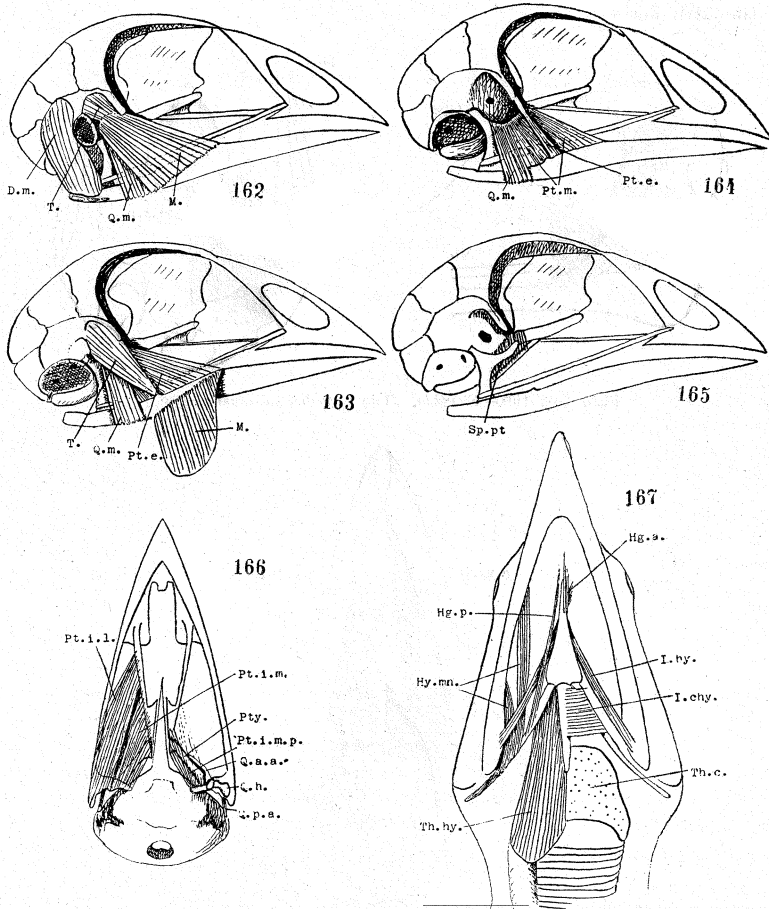 D.m.
T.
Q.m.
M.
162
Q.m.
Pt.m.
Pt.e.
164
T.
Q.m.
Pt.e.
M.
163
Sp.pt
165
166
Pt.i.l.
Pt.i.m.
Pty.
Pt.i.m.p.
Q.a.a.
Q.h.
Q.p.a.
167
Hg.a.
Hg.p.
Hy.mn.
I.hy.
I.chy.
Th.c.
Th.hy.